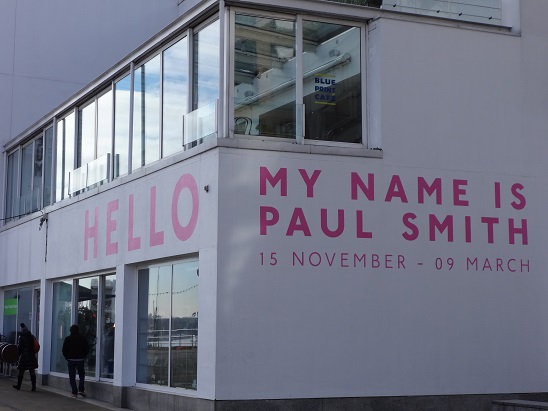 BLUE
PRINT
CAFE
HELLO
MY NAME IS
PAUL SMITH
15 NOVEMBER - 09 MARCH